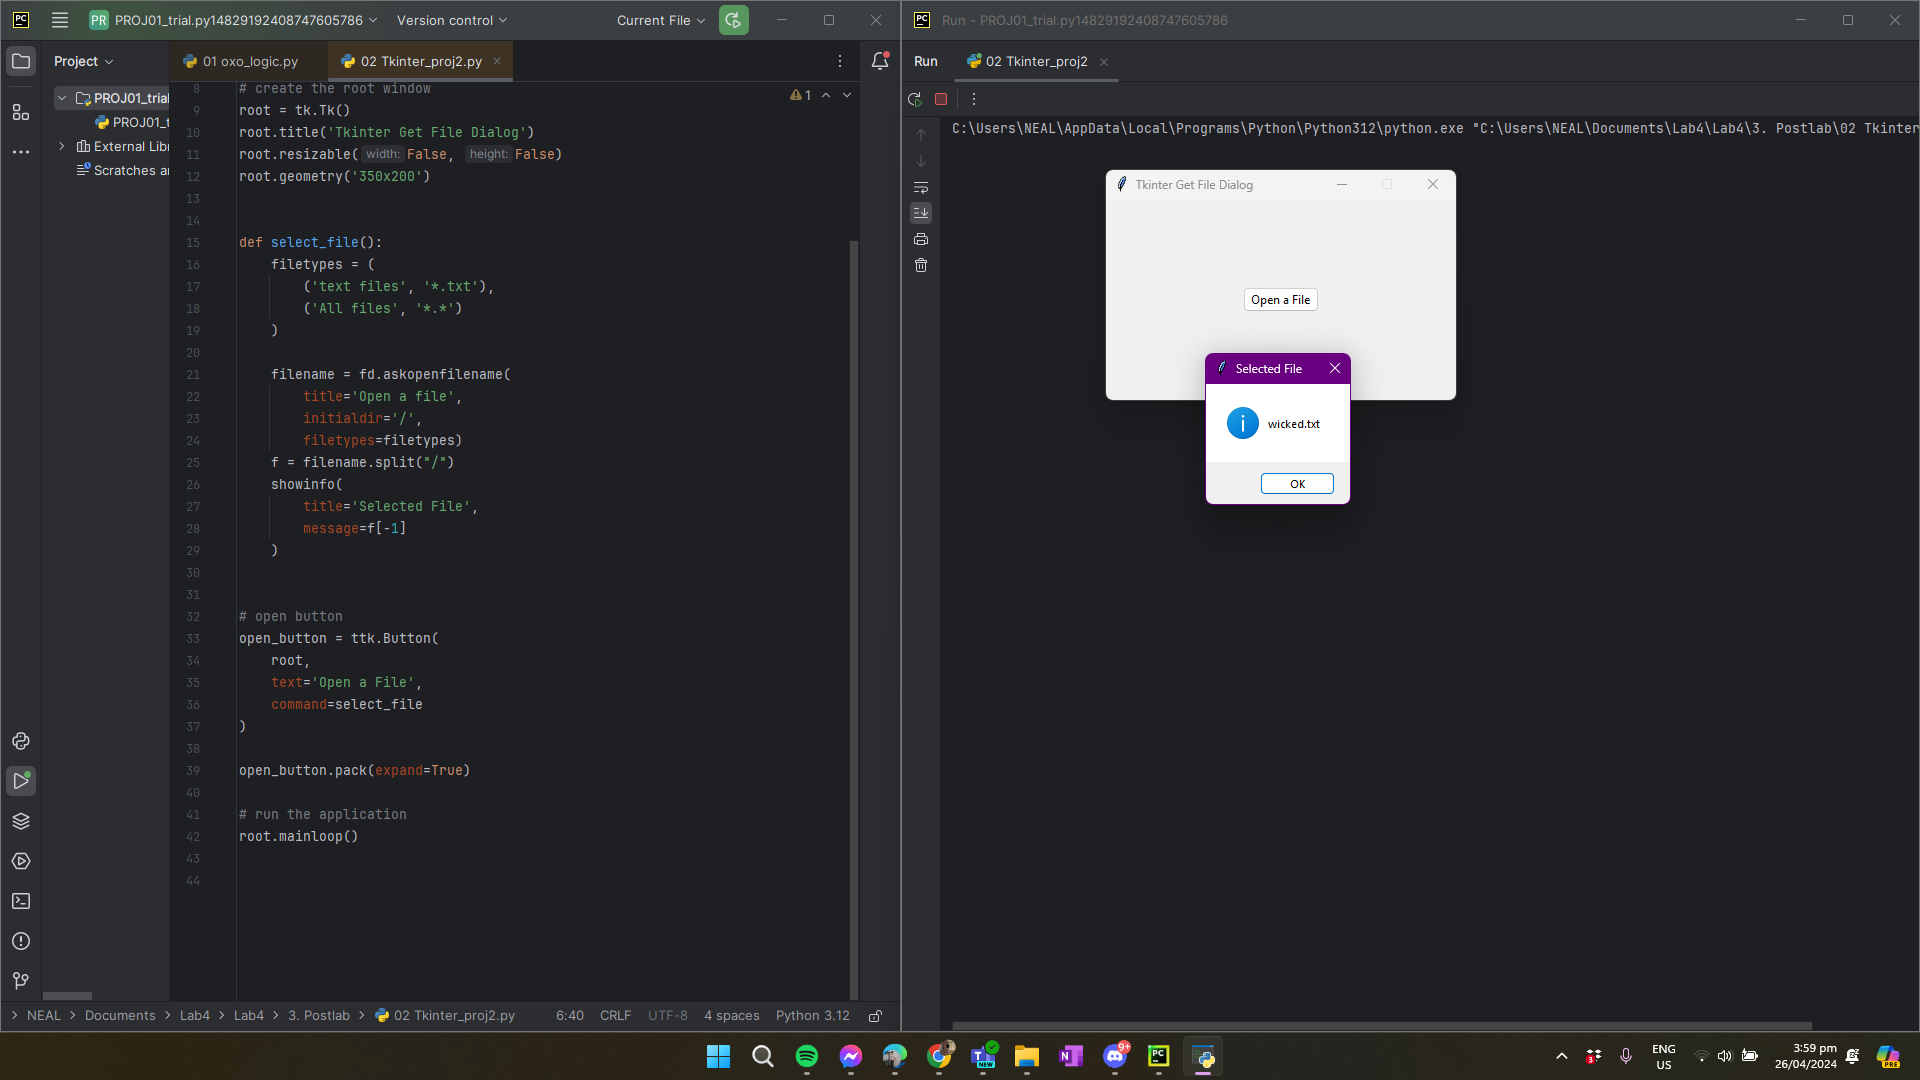 PC
PR PROJ01_trial.py14829192408747605786
Version control
Current File
Project
01 oxo_logic.py
02 Tkinter_proj2.py
PROJ01_trial
PROJ01_t
External Libr
Scratches a
1
8 # create the root window
9 root = tk.Tk()
10 root.title('Tkinter Get File Dialog')
11 root.resizable( width: False, height: False)
12 root.geometry('350x200')
13
14
15 def select_file():
16 filetypes = (
17 ('text files', '*.txt'),
18 ('All files', '*.*')
19 )
20
21 filename = fd.askopenfilename(
22 title='Open a file',
23 initialdir='/',
24 filetypes=filetypes)
25 f = filename.split("/")
26 showinfo(
27 title='Selected File',
28 message=f[-1]
29 )
30
31
32 # open button
33 open_button = ttk.Button(
34 root,
35 text='Open a File',
36 command=select_file
37 )
38
39 open_button.pack(expand=True)
40
41 # run the application
42 root.mainloop()
43
44
NEAL > Documents > Lab4 > Lab4 > 3. Postlab > 02 Tkinter_proj2.py
6:40 CRLF UTF-8 4 spaces Python 3.12
PC
Run - PROJ01_trial.py14829192408747605786
Run
02 Tkinter_proj2
C:\Users\NEAL\AppData\Local\Programs\Python\Python312\python.exe "C:\Users\NEAL\Documents\Lab4\Lab4\3. Postlab\02 Tkinter
Tkinter Get File Dialog
Open a File
Selected File
wicked.txt
OK
NEW
N
9+
PC
3
ENG
US
3:59 pm
26/04/2024
PRE